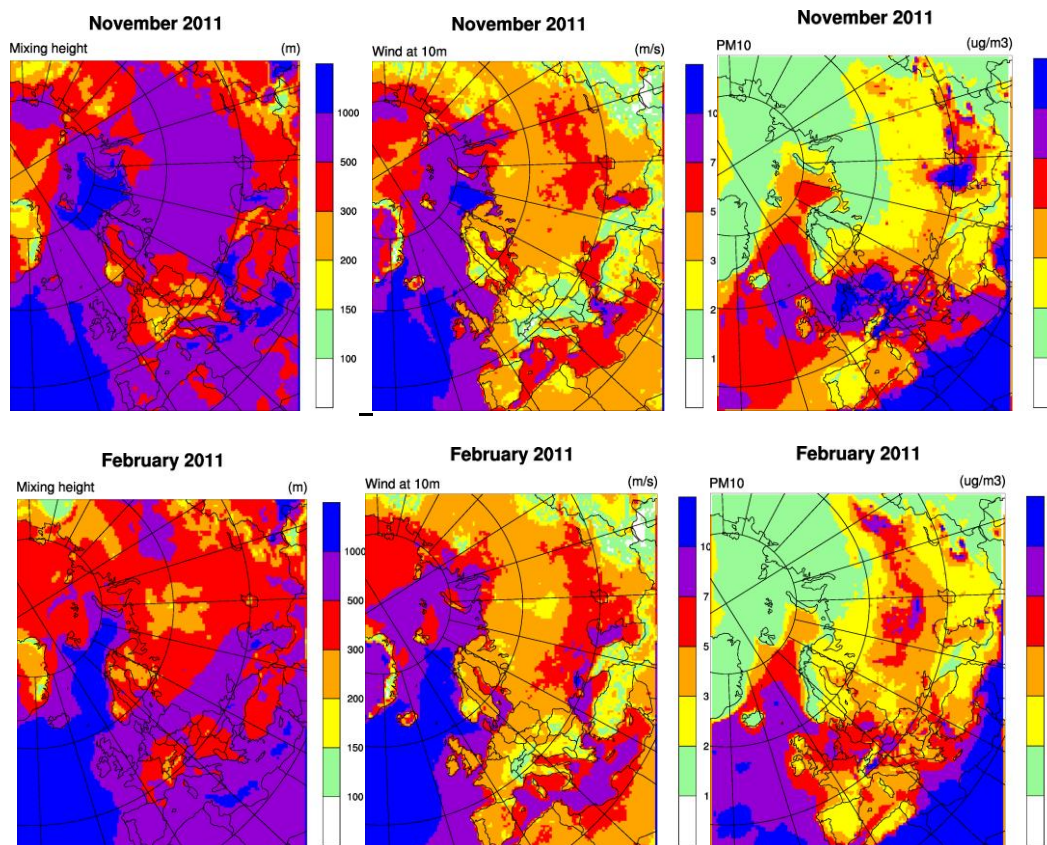 November 2011
Mixing height (m)
1000
500
300
200
150
100
November 2011
Wind at 10m (m/s)
10
7
5
3
2
1
November 2011
PM10 (ug/m3)
February 2011
Mixing height (m)
1000
500
300
200
150
100
February 2011
Wind at 10m (m/s)
10
7
5
3
2
1
February 2011
PM10 (ug/m3)